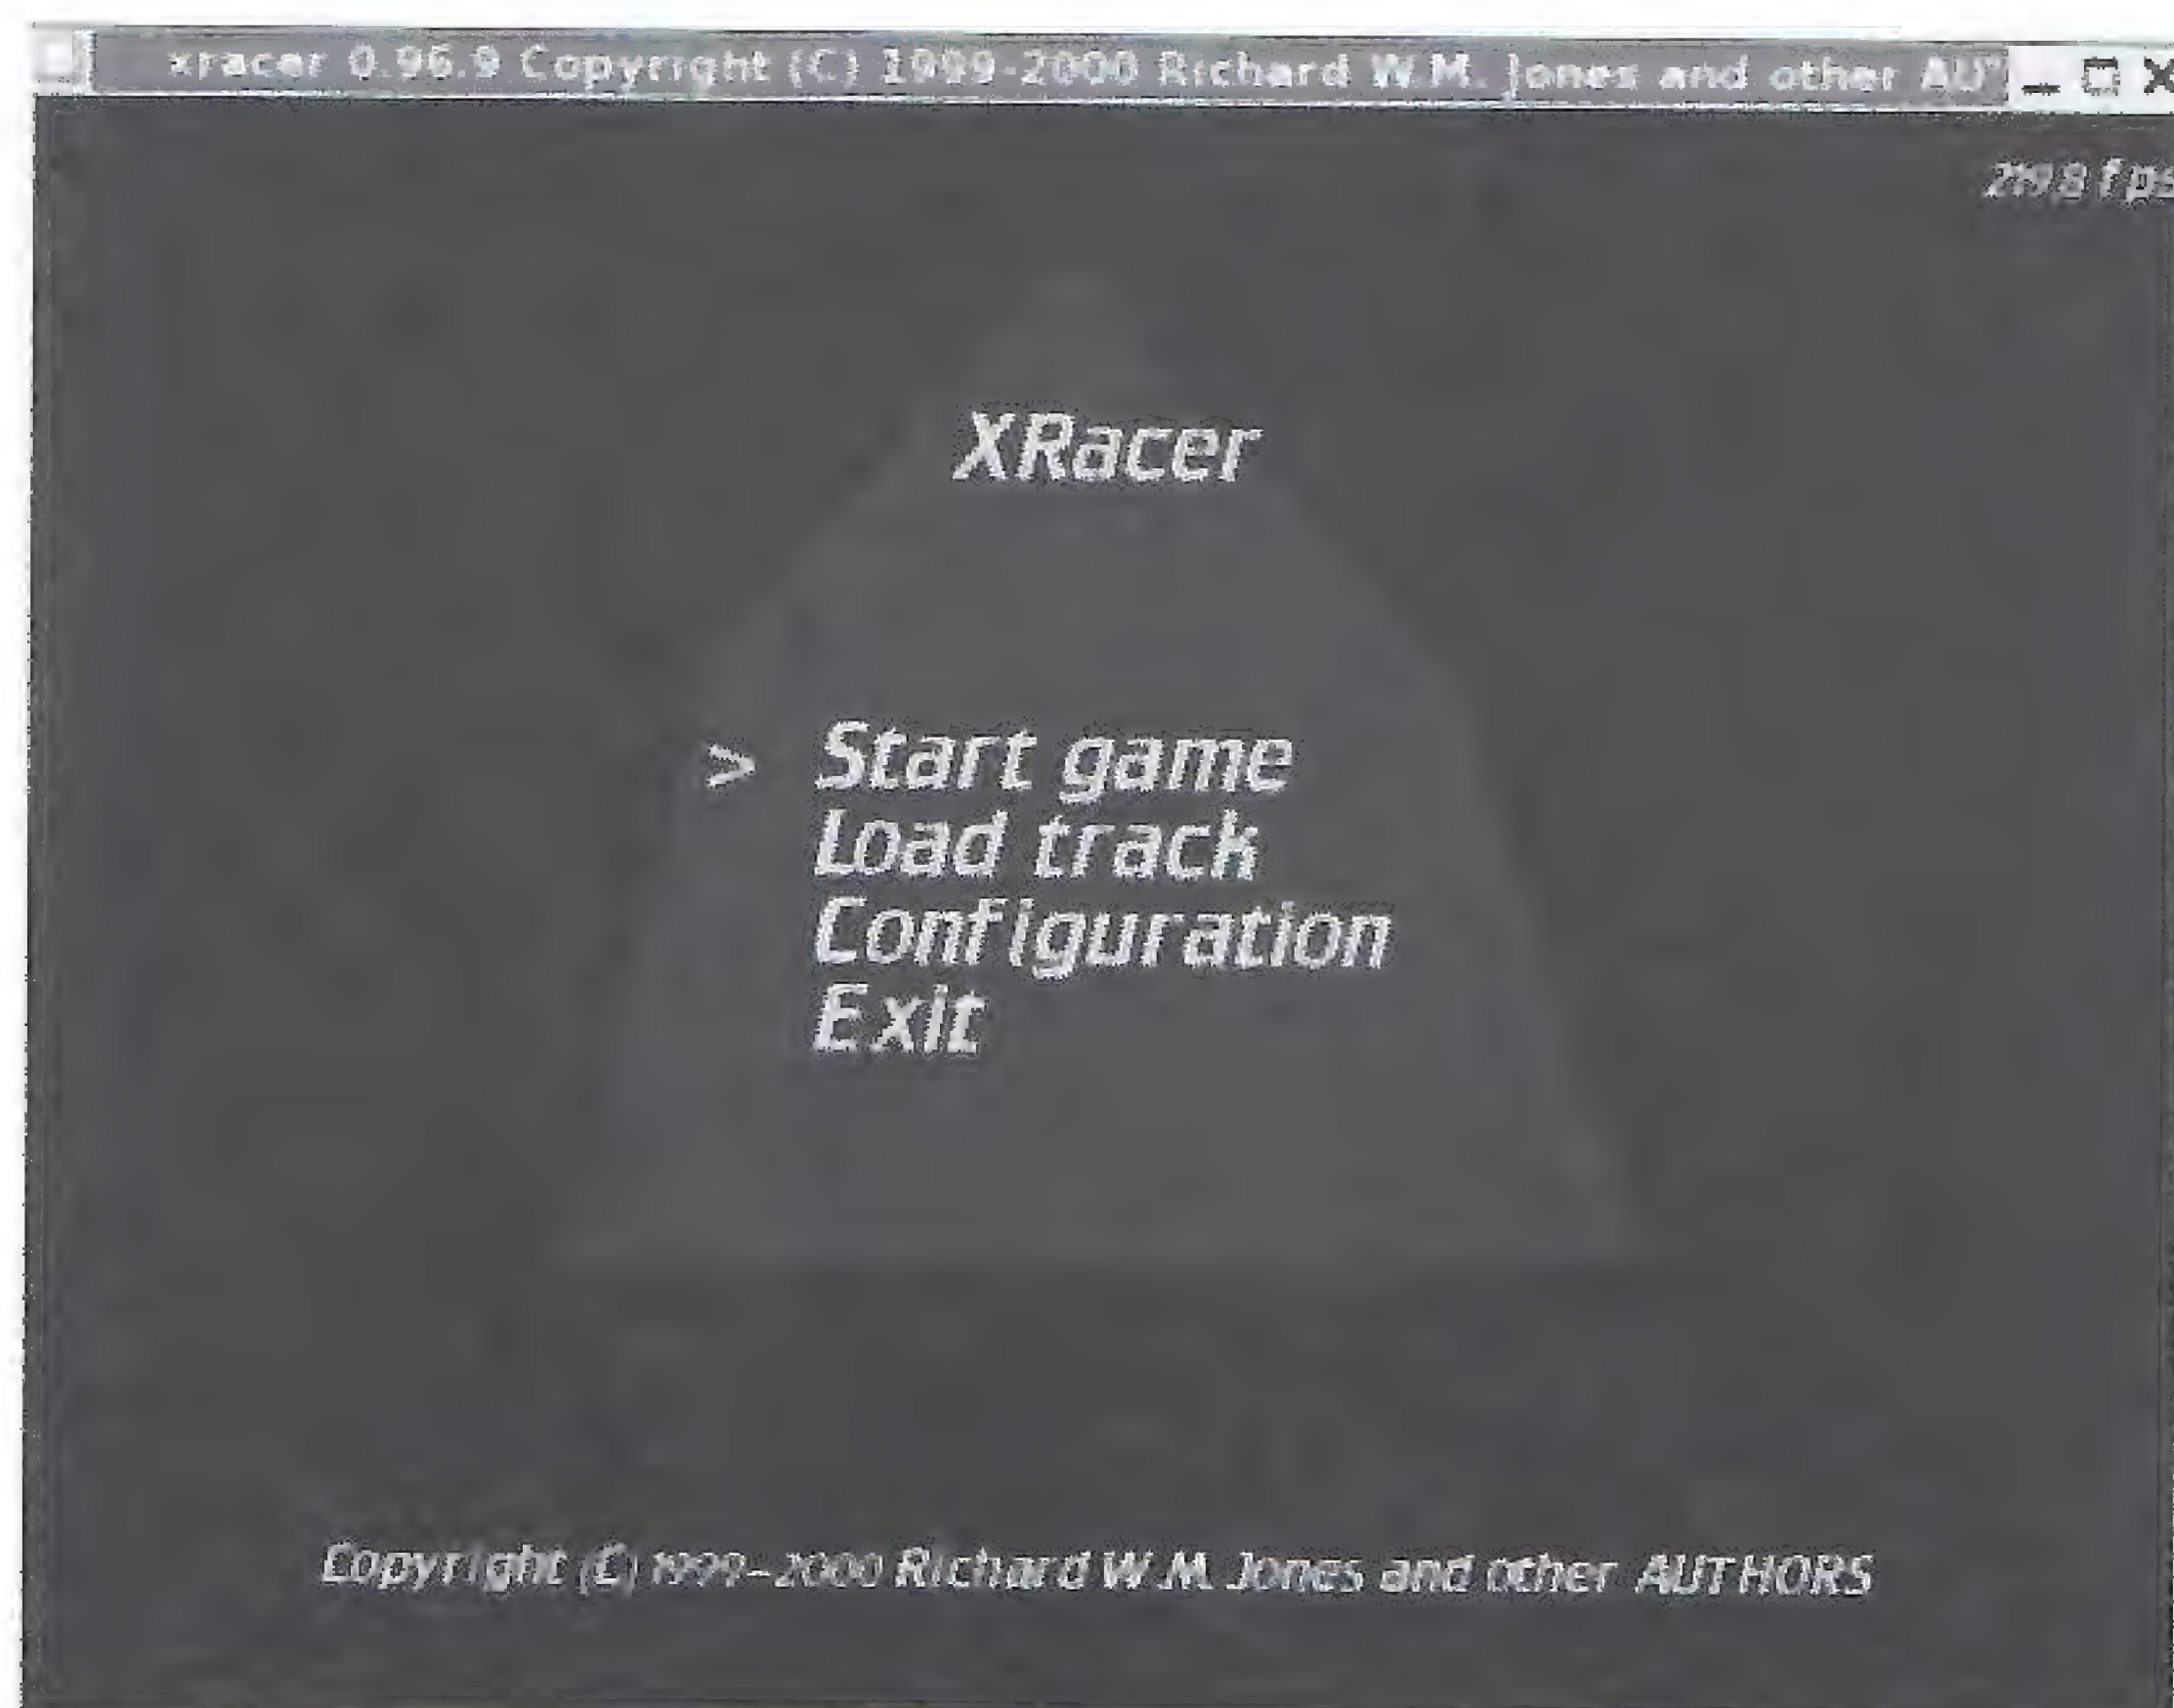 xracer 0.96.9 Copyright (C) 1999-2000 Richard W.M. Jones and other AU
fps
XRacer
> Start game
Load track
Configuration
Exit
Copyright (C) 1999-2000 Richard W.M. Jones and other AUTHORS